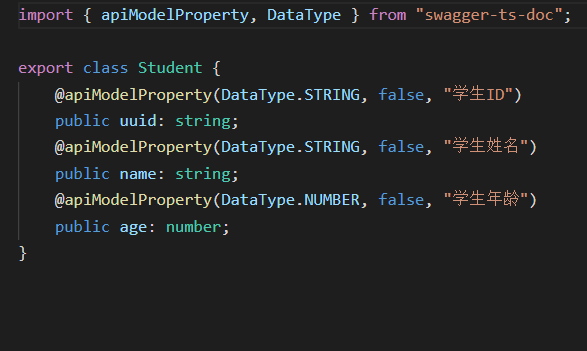 import { apiModelProperty, DataType } from "swagger-ts-doc";
export class Student {
@apiModelProperty(DataType.STRING, false, "学生ID")
public uuid: string;
@apiModelProperty(DataType.STRING, false, "学生姓名")
public name: string;
@apiModelProperty(DataType.NUMBER, false, "学生年龄")
public age: number;
}